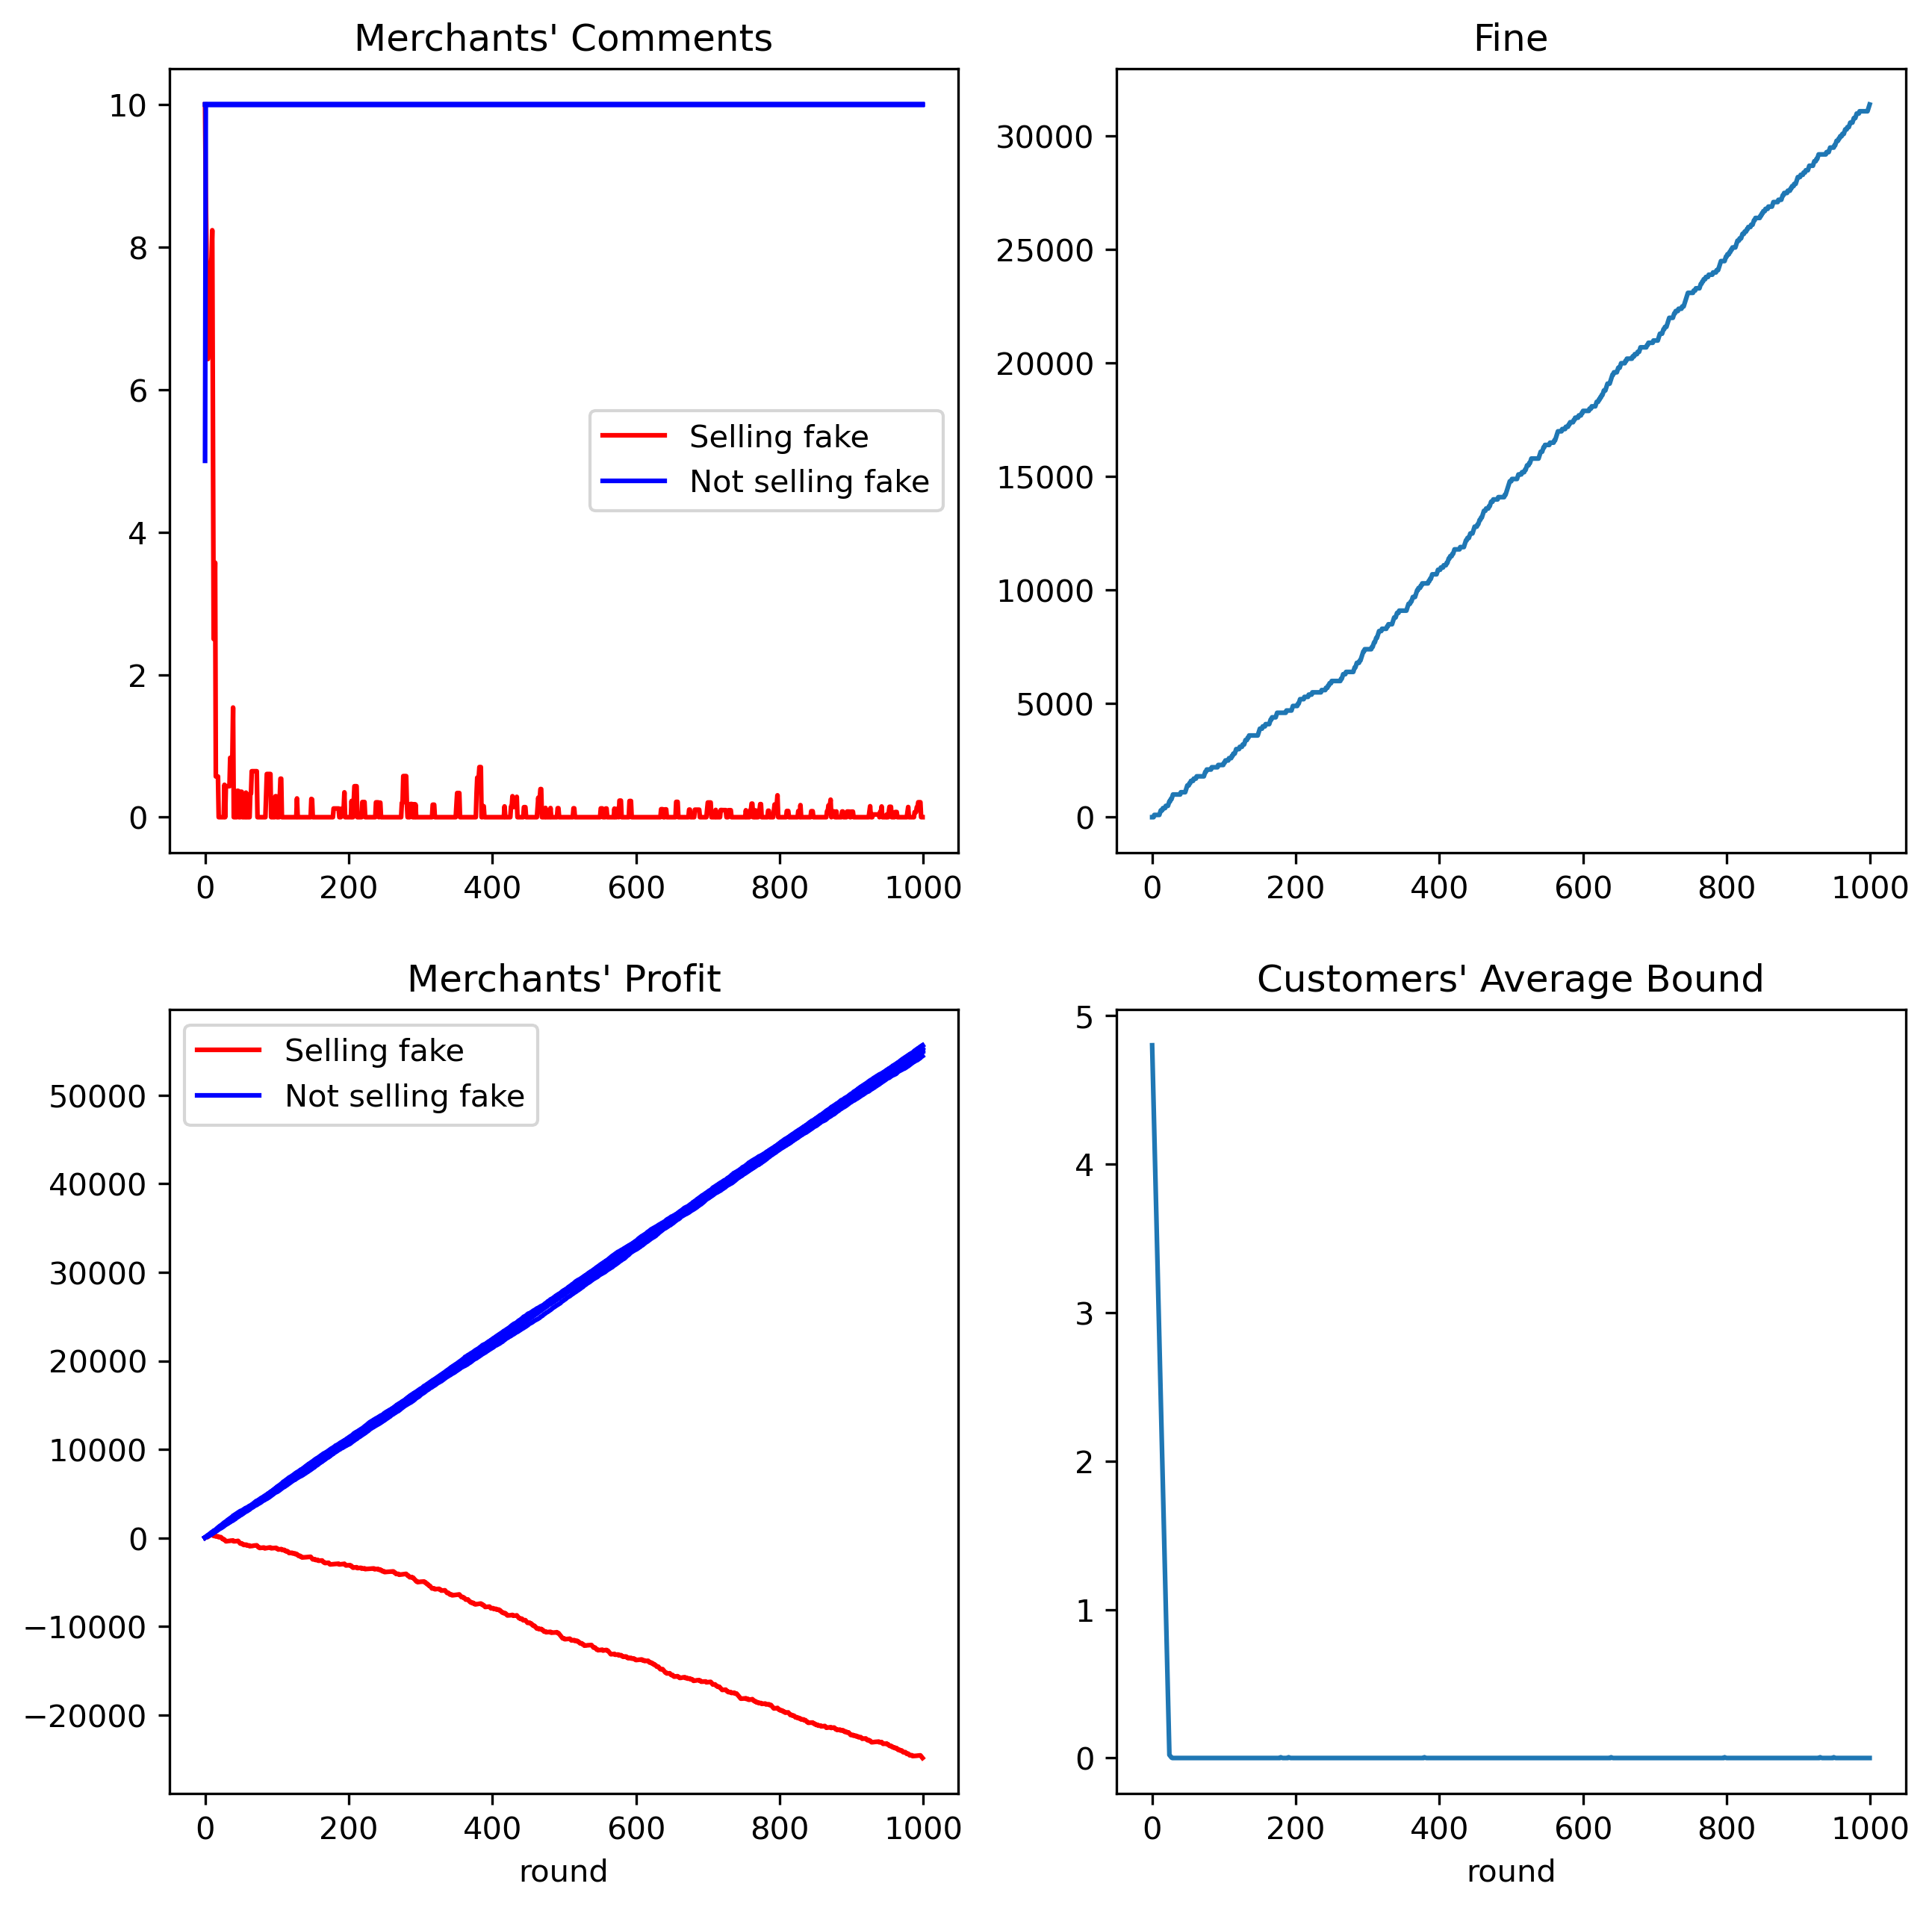 Merchants' Comments
10
8
6
4
2
0
0 200 400 600 800 1000
Selling fake
Not selling fake
Fine
30000
25000
20000
15000
10000
5000
0
0 200 400 600 800 1000
Merchants' Profit
Selling fake
Not selling fake
50000
40000
30000
20000
10000
0
−10000
−20000
0 200 400 600 800 1000
round
Customers' Average Bound
5
4
3
2
1
0
0 200 400 600 800 1000
round